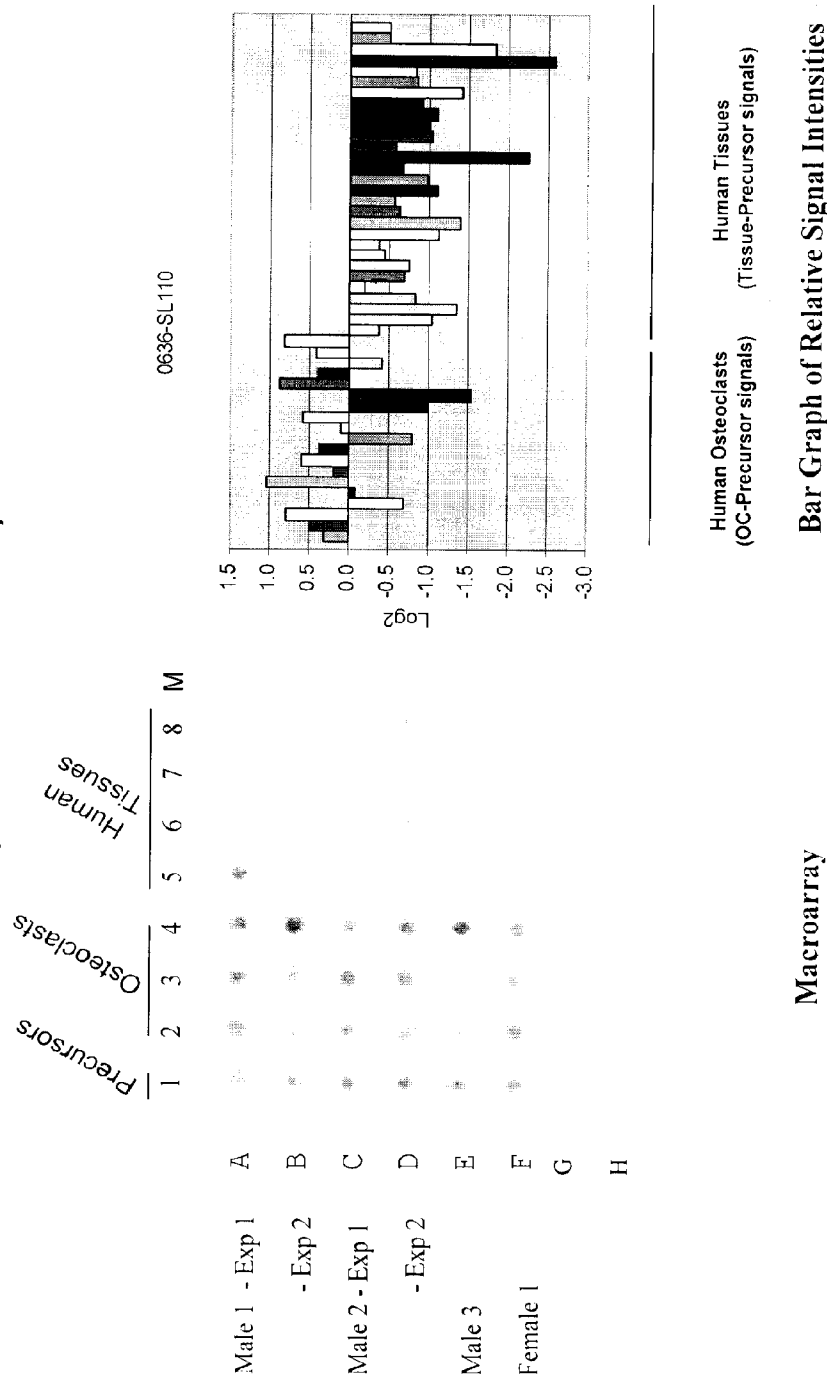 Precursors
Osteoclasts
Human
Tissues
1 2 3 4 5 6 7 8 M
Male 1 - Exp 1 A
- Exp 2 B
Male 2 - Exp 1 C
- Exp 2 D
Male 3 E
Female 1 F
G
H
Macroarray
0636-SL110
Log2
1.5
1.0
0.5
0.0
-0.5
-1.0
-1.5
-2.0
-2.5
-3.0
Human Osteoclasts
(OC-Precursor signals)
Human Tissues
(Tissue-Precursor signals)
Bar Graph of Relative Signal Intensities